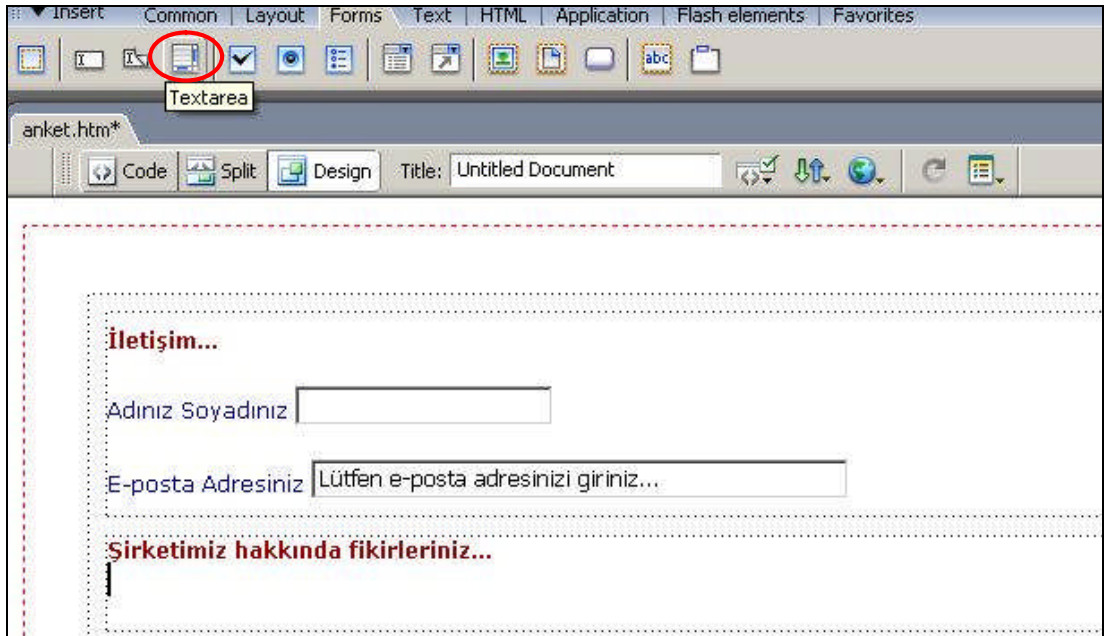 Insert Common | Layout Forms Text | HTML | Application | Flash elements | Favorites
abc
Textarea
anket.htm*
Code Split Design Title: Untitled Document
İletişim...
Adınız Soyadınız
E-posta Adresiniz Lütfen e-posta adresinizi giriniz...
Şirketimiz hakkında fikirleriniz...